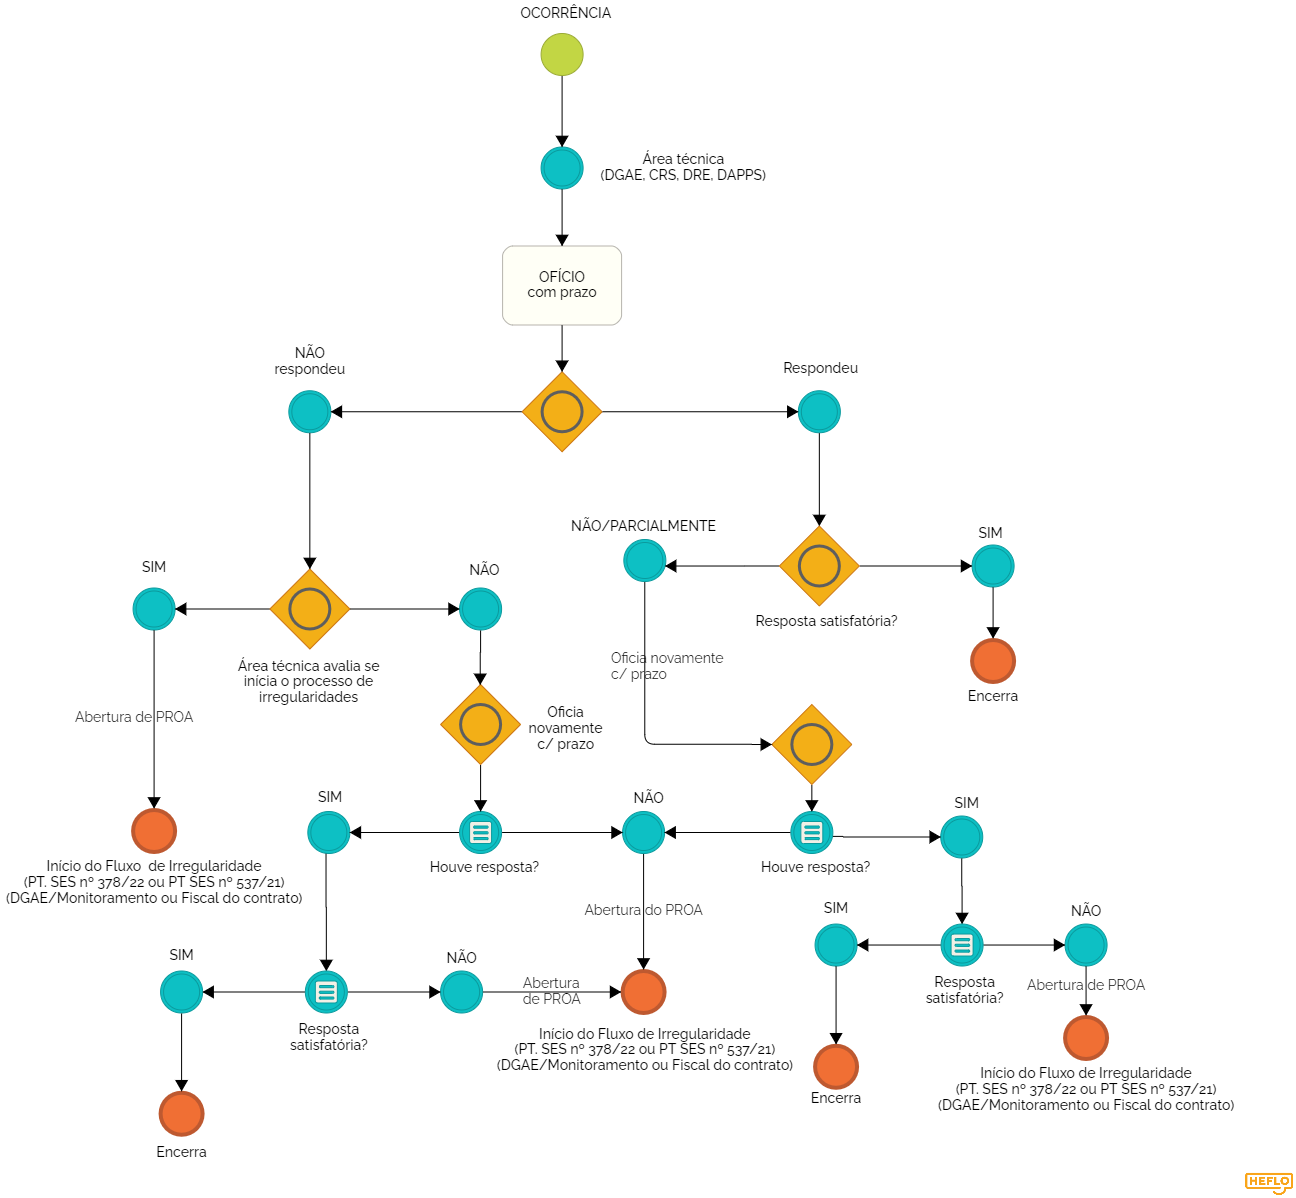 OCORRÊNCIA
Área técnica
(DGAE, CRS, DRE, DAPPS)
OFÍCIO
com prazo
NÃO
respondeu
Respondeu
NÃO/PARCIALMENTE
SIM
SIM
NÃO
Resposta satisfatória?
Oficia novamente
c/ prazo
Área técnica avalia se
inícia o processo de
irregularidades
Encerra
Abertura de PROA
Oficia
novamente
c/ prazo
SIM
NÃO
SIM
Houve resposta?
Houve resposta?
Início do Fluxo de Irregularidade
(PT. SES nº 378/22 ou PT SES nº 537/21)
(DGAE/Monitoramento ou Fiscal do contrato)
Abertura do PROA
SIM
NÃO
SIM
NÃO
Abertura
de PROA
Resposta
satisfatória?
Abertura de PROA
Resposta
satisfatória?
Início do Fluxo de Irregularidade
(PT. SES nº 378/22 ou PT SES nº 537/21)
(DGAE/Monitoramento ou Fiscal do contrato)
Início do Fluxo de Irregularidade
(PT. SES nº 378/22 ou PT SES nº 537/21)
(DGAE/Monitoramento ou Fiscal do contrato)
Encerra
Encerra
HEFLO